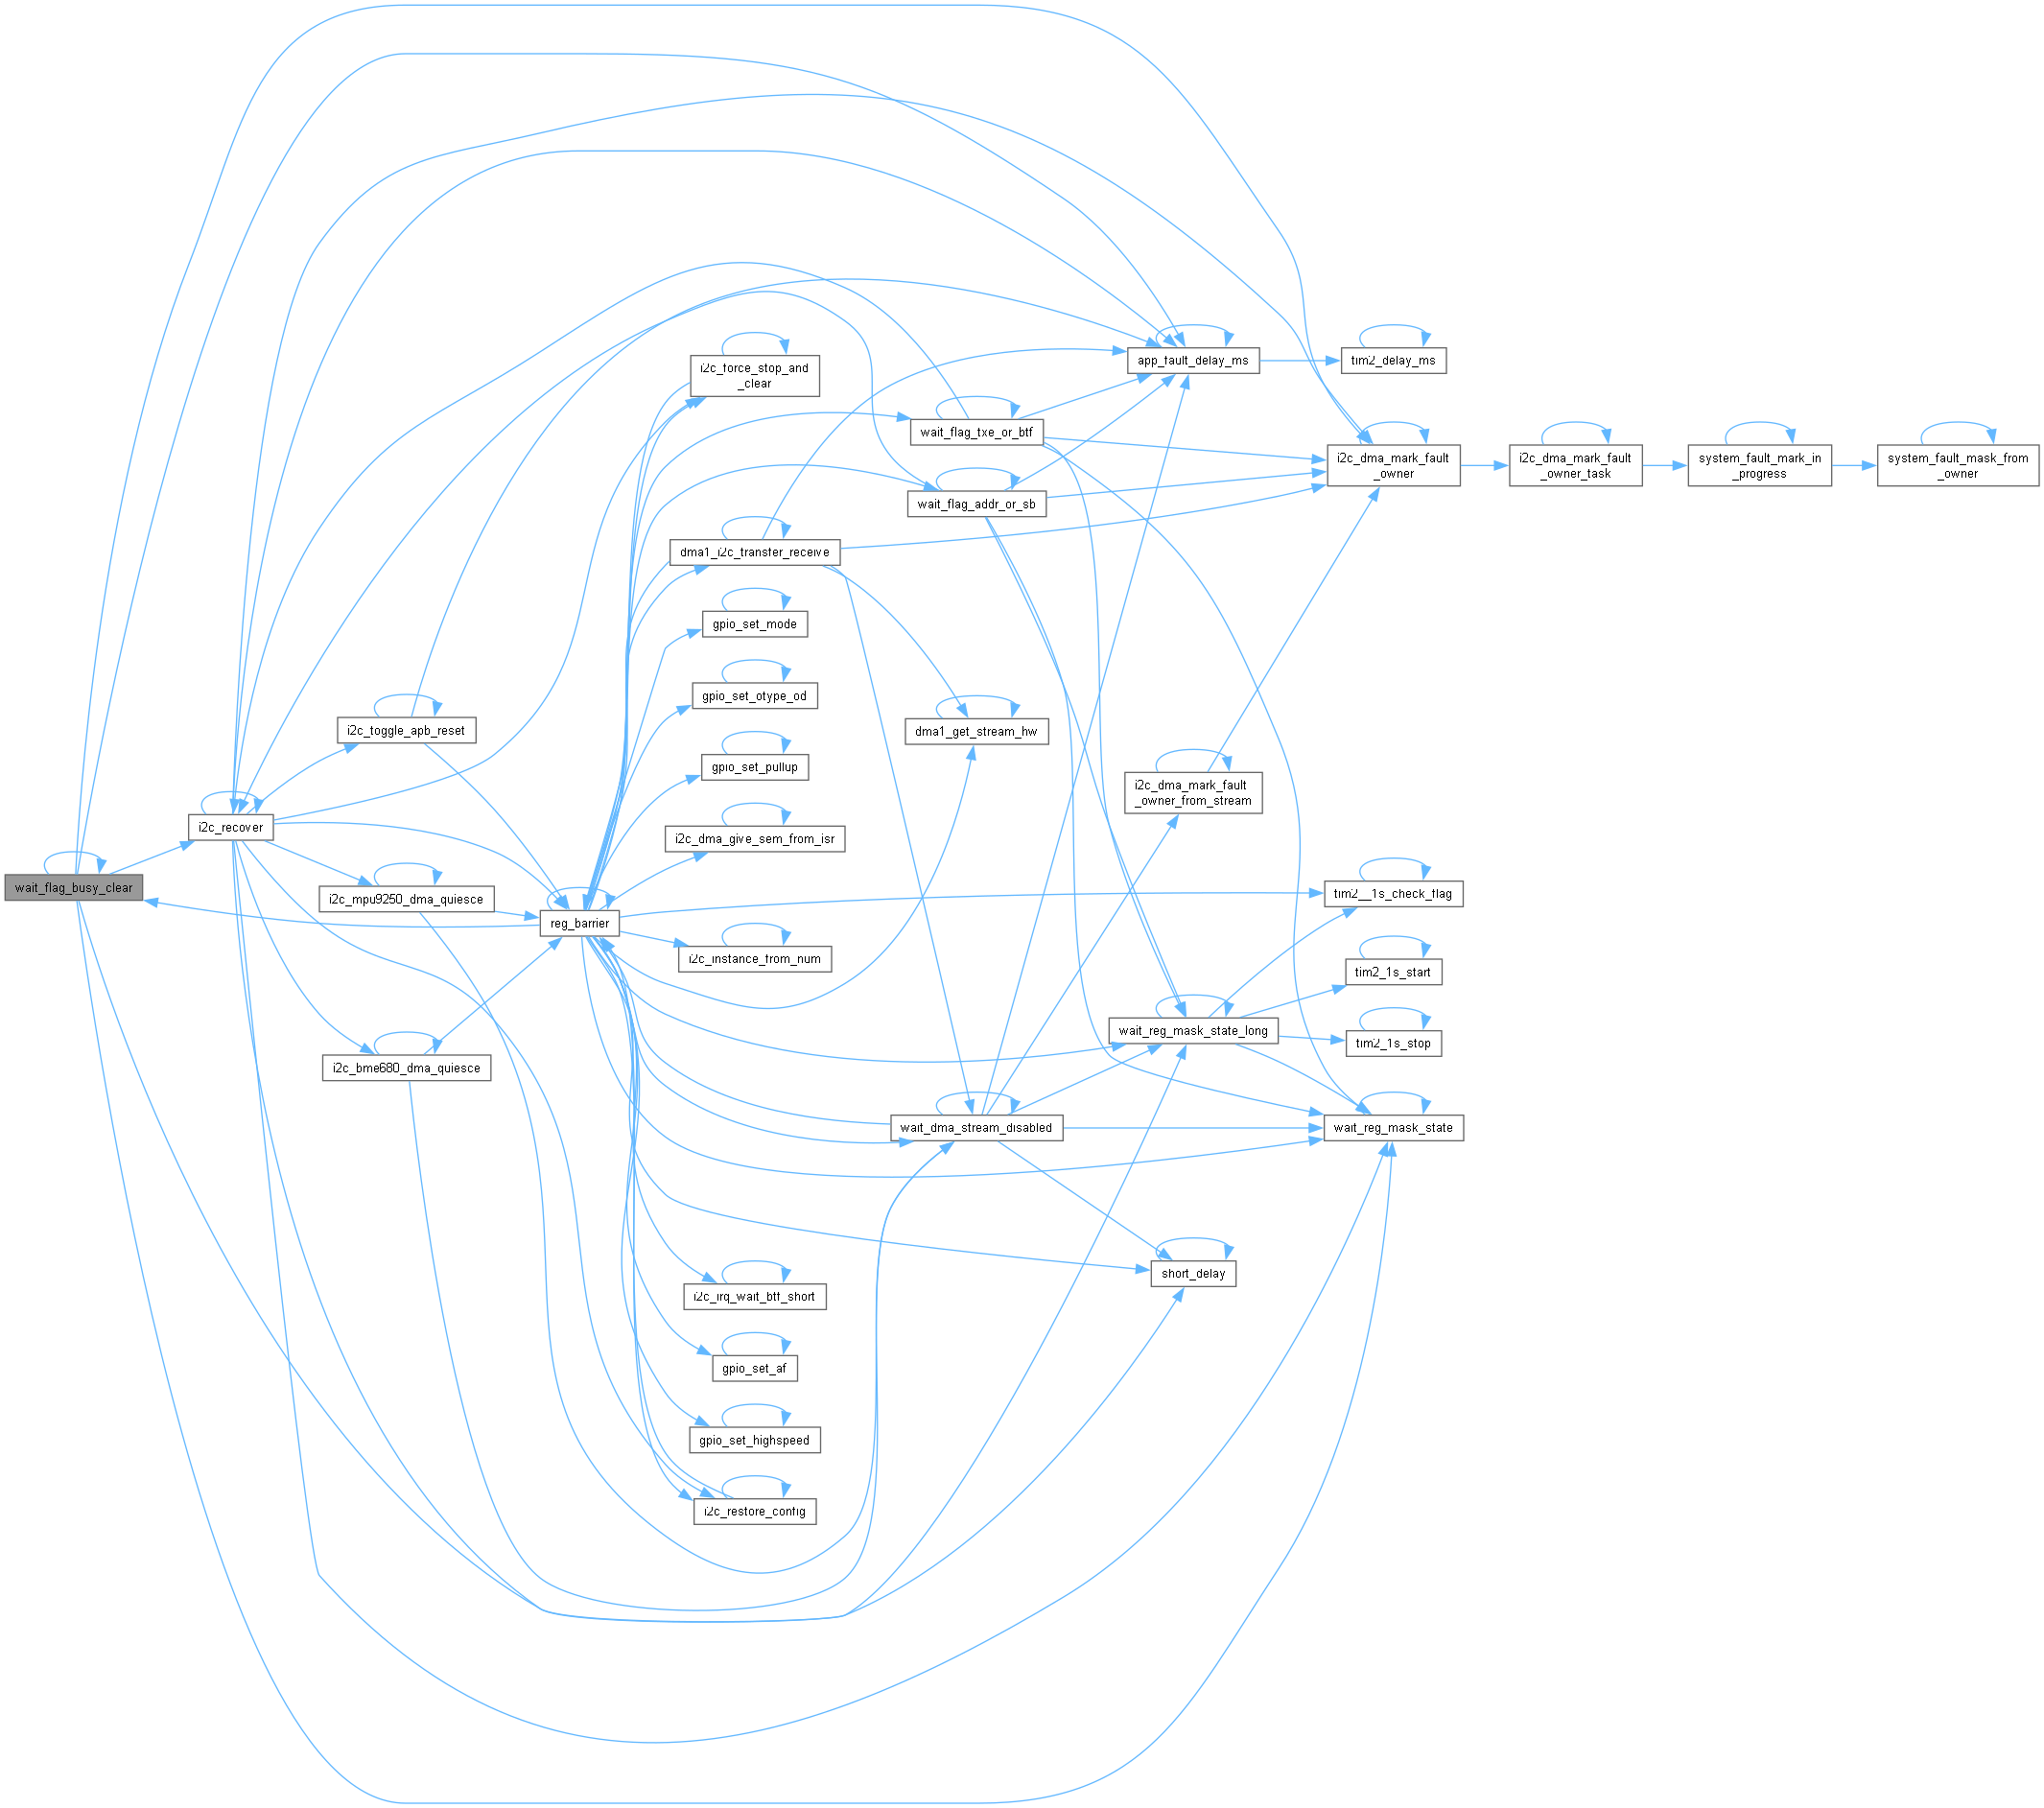 wait_flag_busy_clear
i2c_recover
i2c_toggle_apb_reset
i2c_mpu9250_dma_quiesce
i2c_bme680_dma_quiesce
reg_barrier
i2c_force_stop_and
_clear
dma1_i2c_transfer_receive
gpio_set_mode
gpio_set_otype_od
gpio_set_pullup
i2c_dma_give_sem_from_isr
i2c_instance_from_num
i2c_irq_wait_btf_short
gpio_set_af
gpio_set_highspeed
i2c_restore_config
wait_flag_txe_or_btf
wait_flag_addr_or_sb
dma1_get_stream_hw
wait_dma_stream_disabled
app_fault_delay_ms
i2c_dma_mark_fault
_owner_from_stream
wait_reg_mask_state_long
short_delay
tim2_delay_ms
i2c_dma_mark_fault
_owner
tim2__1s_check_flag
tim2_1s_start
tim2_1s_stop
wait_reg_mask_state
i2c_dma_mark_fault
_owner_task
system_fault_mark_in
_progress
system_fault_mask_from
_owner